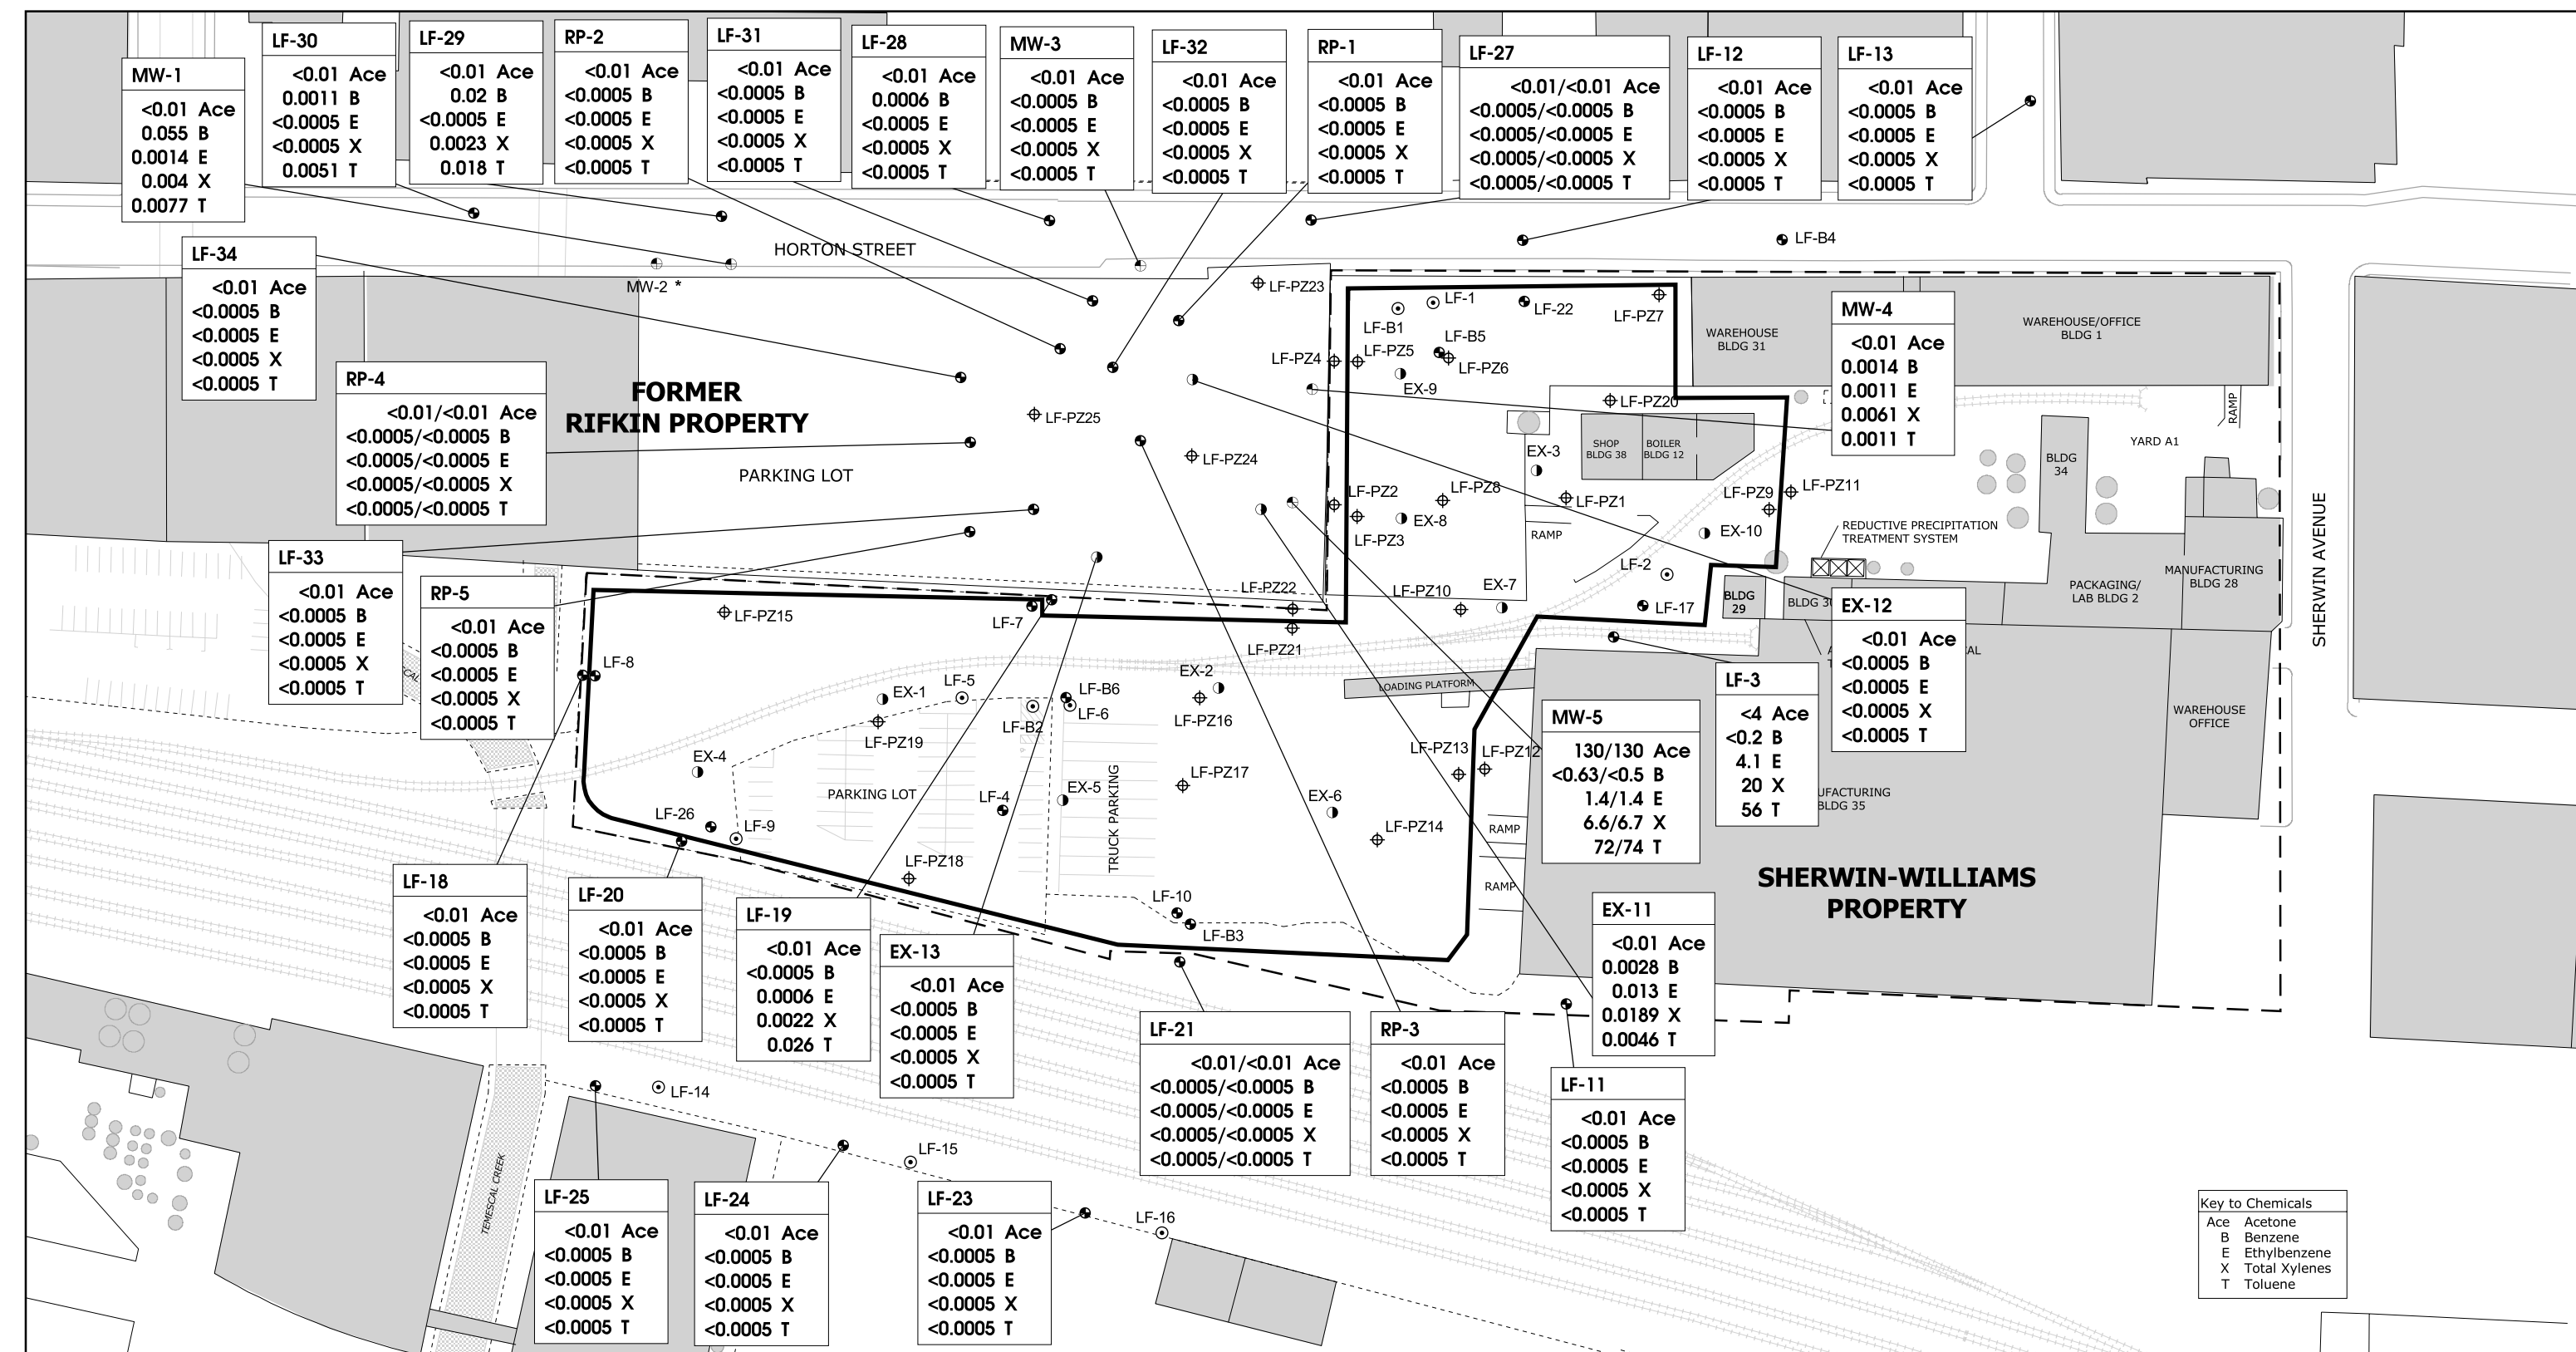 MW-1
<0.01 Ace
0.055 B
0.0014 E
0.004 X
0.0077 T
LF-30
<0.01 Ace
0.0011 B
<0.0005 E
<0.0005 X
0.0051 T
LF-29
<0.01 Ace
0.02 B
<0.0005 E
0.0023 X
0.018 T
RP-2
<0.01 Ace
<0.0005 B
<0.0005 E
<0.0005 X
<0.0005 T
LF-31
<0.01 Ace
<0.0005 B
<0.0005 E
<0.0005 X
<0.0005 T
LF-28
<0.01 Ace
0.0006 B
<0.0005 E
<0.0005 X
<0.0005 T
MW-3
<0.01 Ace
<0.0005 B
<0.0005 E
<0.0005 X
<0.0005 T
LF-32
<0.01 Ace
<0.0005 B
<0.0005 E
<0.0005 X
<0.0005 T
RP-1
<0.01 Ace
<0.0005 B
<0.0005 E
<0.0005 X
<0.0005 T
LF-27
<0.01/<0.01 Ace
<0.0005/<0.0005 B
<0.0005/<0.0005 E
<0.0005/<0.0005 X
<0.0005/<0.0005 T
LF-12
<0.01 Ace
<0.0005 B
<0.0005 E
<0.0005 X
<0.0005 T
LF-13
<0.01 Ace
<0.0005 B
<0.0005 E
<0.0005 X
<0.0005 T
HORTON STREET
LF-B4
MW-2 *
LF-34
<0.01 Ace
<0.0005 B
<0.0005 E
<0.0005 X
<0.0005 T
RP-4
<0.01/<0.01 Ace
<0.0005/<0.0005 B
<0.0005/<0.0005 E
<0.0005/<0.0005 X
<0.0005/<0.0005 T
FORMER
RIFKIN PROPERTY
PARKING LOT
LF-PZ23
LF-PZ25
LF-PZ24
LF-B1
LF-1
LF-22
LF-PZ7
LF-B5
LF-PZ4
LF-PZ5
LF-PZ6
EX-9
LF-PZ20
WAREHOUSE
BLDG 31
WAREHOUSE/OFFICE
BLDG 1
MW-4
<0.01 Ace
0.0014 B
0.0011 E
0.0061 X
0.0011 T
RAMP
YARD A1
BLDG
34
SHOP
BLDG 38
BOILER
BLDG 12
EX-3
LF-PZ2
LF-PZ8
LF-PZ1
LF-PZ9
LF-PZ11
EX-8
LF-PZ3
RAMP
EX-10
REDUCTIVE PRECIPITATION
TREATMENT SYSTEM
LF-2
LF-PZ22
LF-PZ10
EX-7
LF-17
BLDG
29
BLDG 3
PACKAGING/
LAB BLDG 2
MANUFACTURING
BLDG 28
SHERWIN AVENUE
LF-33
<0.01 Ace
<0.0005 B
<0.0005 E
<0.0005 X
<0.0005 T
RP-5
<0.01 Ace
<0.0005 B
<0.0005 E
<0.0005 X
<0.0005 T
LF-PZ15
LF-7
LF-PZ21
LF-8
EX-12
<0.01 Ace
<0.0005 B
<0.0005 E
<0.0005 X
<0.0005 T
LF-3
<4 Ace
<0.2 B
4.1 E
20 X
56 T
MW-5
130/130 Ace
<0.63/<0.5 B
1.4/1.4 E
6.6/6.7 X
72/74 T
EX-1
LF-5
LF-B6
LF-6
LF-B2
EX-2
LF-PZ16
LF-PZ19
LOADING PLATFORM
WAREHOUSE
OFFICE
EX-4
PARKING LOT
LF-4
EX-5
TRUCK PARKING
LF-PZ17
LF-PZ13
LF-PZ12
EX-6
LF-PZ14
RAMP
RAMP
UFACTURING
BLDG 35
LF-26
LF-9
LF-PZ18
LF-10
LF-B3
SHERWIN-WILLIAMS
PROPERTY
LF-18
<0.01 Ace
<0.0005 B
<0.0005 E
<0.0005 X
<0.0005 T
LF-20
<0.01 Ace
<0.0005 B
<0.0005 E
<0.0005 X
<0.0005 T
LF-19
<0.01 Ace
<0.0005 B
0.0006 E
0.0022 X
0.026 T
EX-13
<0.01 Ace
<0.0005 B
<0.0005 E
<0.0005 X
<0.0005 T
EX-11
<0.01 Ace
0.0028 B
0.013 E
0.0189 X
0.0046 T
LF-21
<0.01/<0.01 Ace
<0.0005/<0.0005 B
<0.0005/<0.0005 E
<0.0005/<0.0005 X
<0.0005/<0.0005 T
RP-3
<0.01 Ace
<0.0005 B
<0.0005 E
<0.0005 X
<0.0005 T
LF-11
<0.01 Ace
<0.0005 B
<0.0005 E
<0.0005 X
<0.0005 T
LF-14
LF-15
LF-16
TEMESCAL CREEK
LF-25
<0.01 Ace
<0.0005 B
<0.0005 E
<0.0005 X
<0.0005 T
LF-24
<0.01 Ace
<0.0005 B
<0.0005 E
<0.0005 X
<0.0005 T
LF-23
<0.01 Ace
<0.0005 B
<0.0005 E
<0.0005 X
<0.0005 T
Key to Chemicals
Ace Acetone
B Benzene
E Ethylbenzene
X Total Xylenes
T Toluene